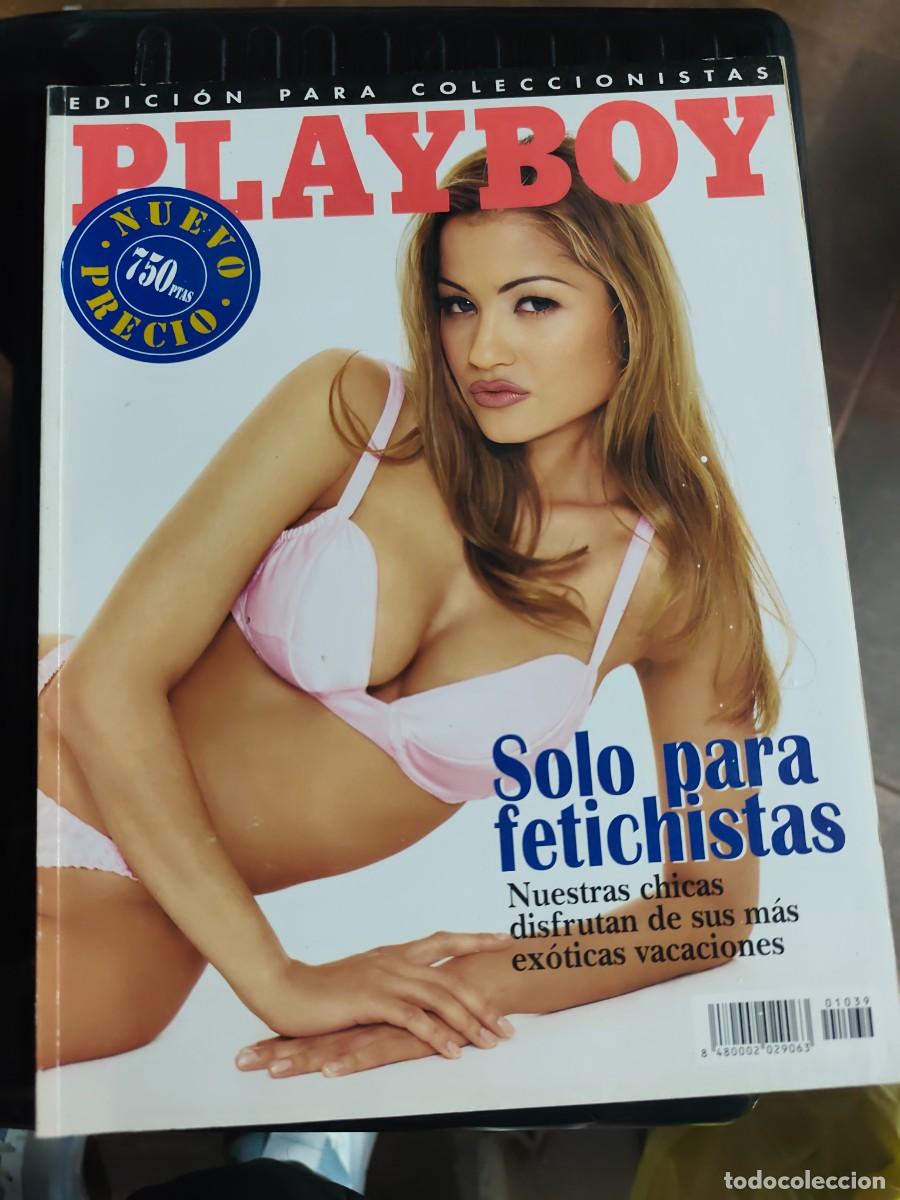 EDICIÓN PARA COLECCIONISTAS
PLAYBOY
NUEVO
750 PTAS
PRECIO
Solo para
fetichistas
Nuestras chicas
disfrutan de sus más
exóticas vacaciones
01039
8 480002 029063
todocoleccion